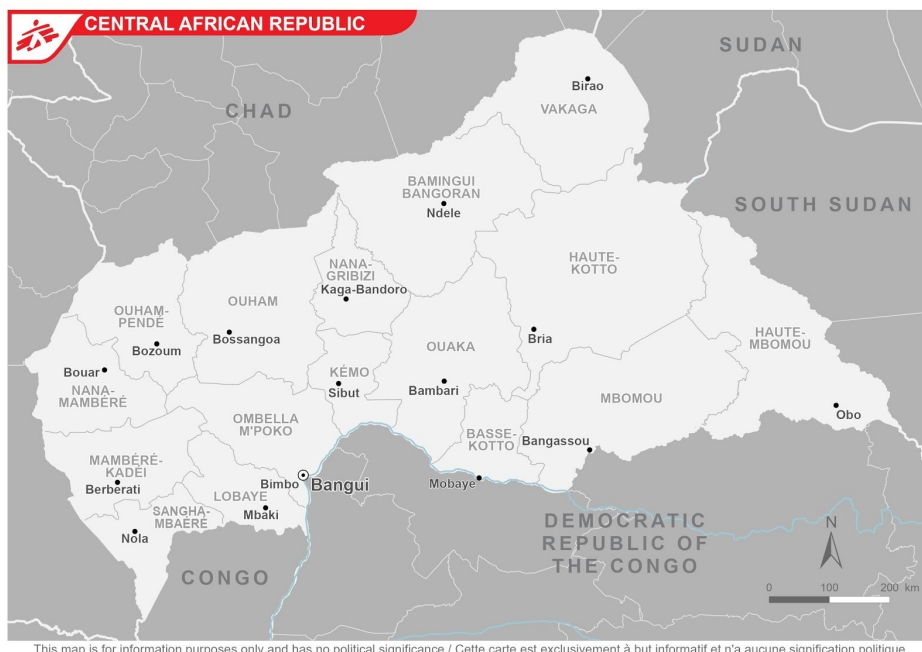 CENTRAL AFRICAN REPUBLIC
SUDAN
Birao
CHAD
VAKAGA
BAMINGUI
BANGORAN
Ndele
SOUTH SUDAN
NANA-
GRIBIZI
Kaga-Bandoro
HAUTE-
KOTTO
OUHAM-
PENDÉ
Bozoum
OUHAM
Bossangoa
OUAKA
Bambari
Bria
HAUTE-
MBOMOU
Obo
Bouar
NANA-
MAMBÉRÉ
KÉMO
Sibut
MBOMOU
OMBELLA
M'POKO
BASSE-
KOTTO
Bangassou
MAMBÉRÉ-
KADÉI
Berberati
Bimbo
Bangui
Mobaye
LOBAYE
Mbaki
SANGHA-
MBAÉRÉ
Nola
DEMOCRATIC
REPUBLIC OF
THE CONGO
CONGO
N
0 100 200 km
This map is for information purposes only and has no political significance / Cette carte est exclusivement à but informatif et n'a aucune signification politique